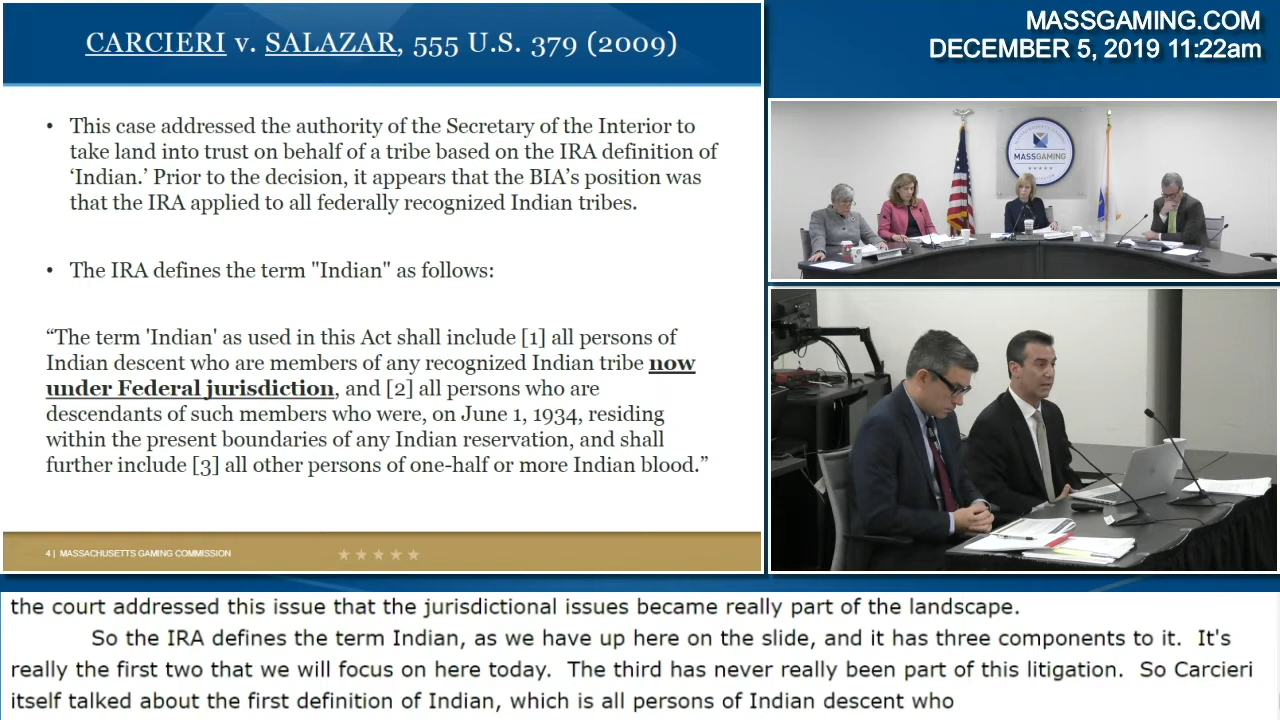 CARCIERI v. SALAZAR, 555 U.S. 379 (2009)
• This case addressed the authority of the Secretary of the Interior to
take land into trust on behalf of a tribe based on the IRA definition of
‘Indian.’ Prior to the decision, it appears that the BIA’s position was
that the IRA applied to all federally recognized Indian tribes.
• The IRA defines the term "Indian" as follows:
“The term 'Indian' as used in this Act shall include [1] all persons of
Indian descent who are members of any recognized Indian tribe now
under Federal jurisdiction, and [2] all persons who are
descendants of such members who were, on June 1, 1934, residing
within the present boundaries of any Indian reservation, and shall
further include [3] all other persons of one-half or more Indian blood.”
4 | MASSACHUSETTS GAMING COMMISSION
MASSGAMING.COM
DECEMBER 5, 2019 11:22am
MASSGAMING
the court addressed this issue that the jurisdictional issues became really part of the landscape.
So the IRA defines the term Indian, as we have up here on the slide, and it has three components to it. It's
really the first two that we will focus on here today. The third has never really been part of this litigation. So Carcieri
itself talked about the first definition of Indian, which is all persons of Indian descent who